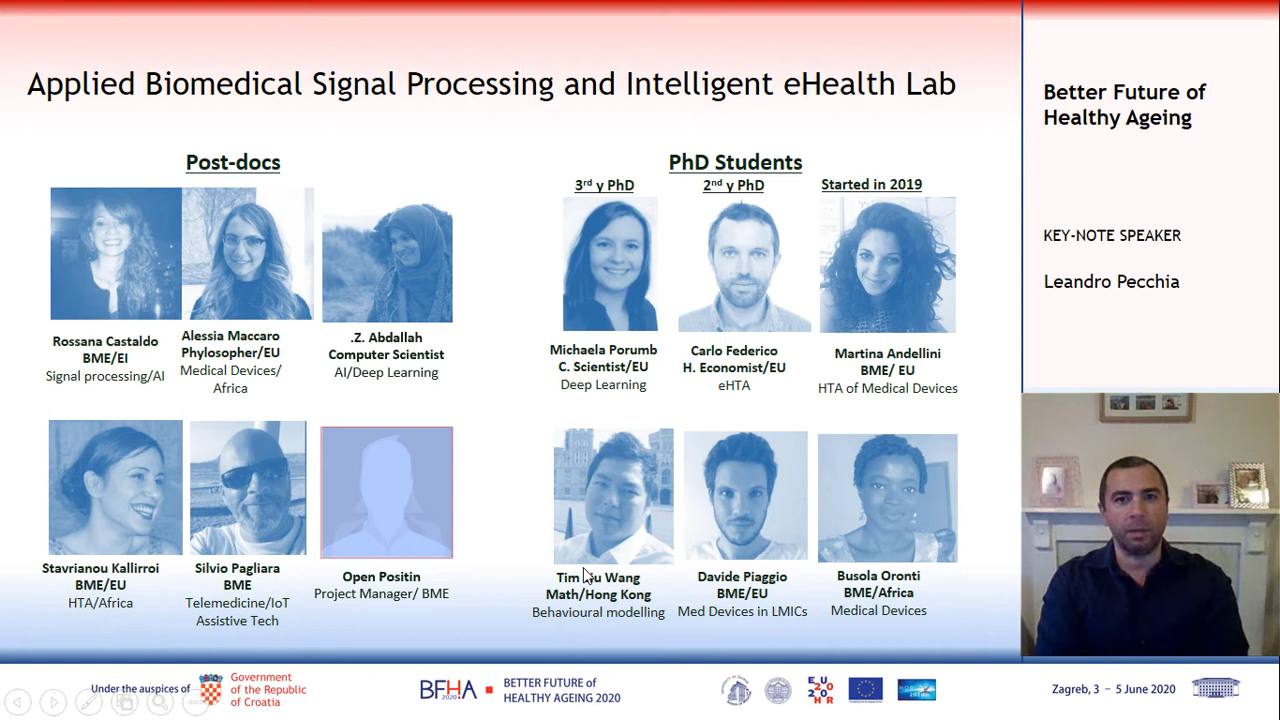 Applied Biomedical Signal Processing and Intelligent eHealth Lab
Post-docs
Rossana Castaldo
BME/EI
Signal processing/AI
Alessia Maccaro
Phylosopher/EU
Medical Devices/
Africa
.Z. Abdallah
Computer Scientist
AI/Deep Learning
Stavrianou Kallirroi
BME/EU
HTA/Africa
Silvio Pagliara
BME
Telemedicine/IoT
Assistive Tech
Open Positin
Project Manager/ BME
PhD Students
3rd y PhD
2nd y PhD
Started in 2019
Michaela Porumb
C. Scientist/EU
Deep Learning
Carlo Federico
H. Economist/EU
eHTA
Martina Andellini
BME/ EU
HTA of Medical Devices
Tim Wang
Math/Hong Kong
Behavioural modelling
Davide Piaggio
BME/EU
Med Devices in LMICs
Busola Oronti
BME/Africa
Medical Devices
Better Future of
Healthy Ageing
KEY-NOTE SPEAKER
Leandro Pecchia
Under the auspices of
Government
of the Republic
of Croatia
BFHA
2020
BETTER FUTURE of
HEALTHY AGEING 2020
EU
20
20
HR
Zagreb, 3 – 5 June 2020